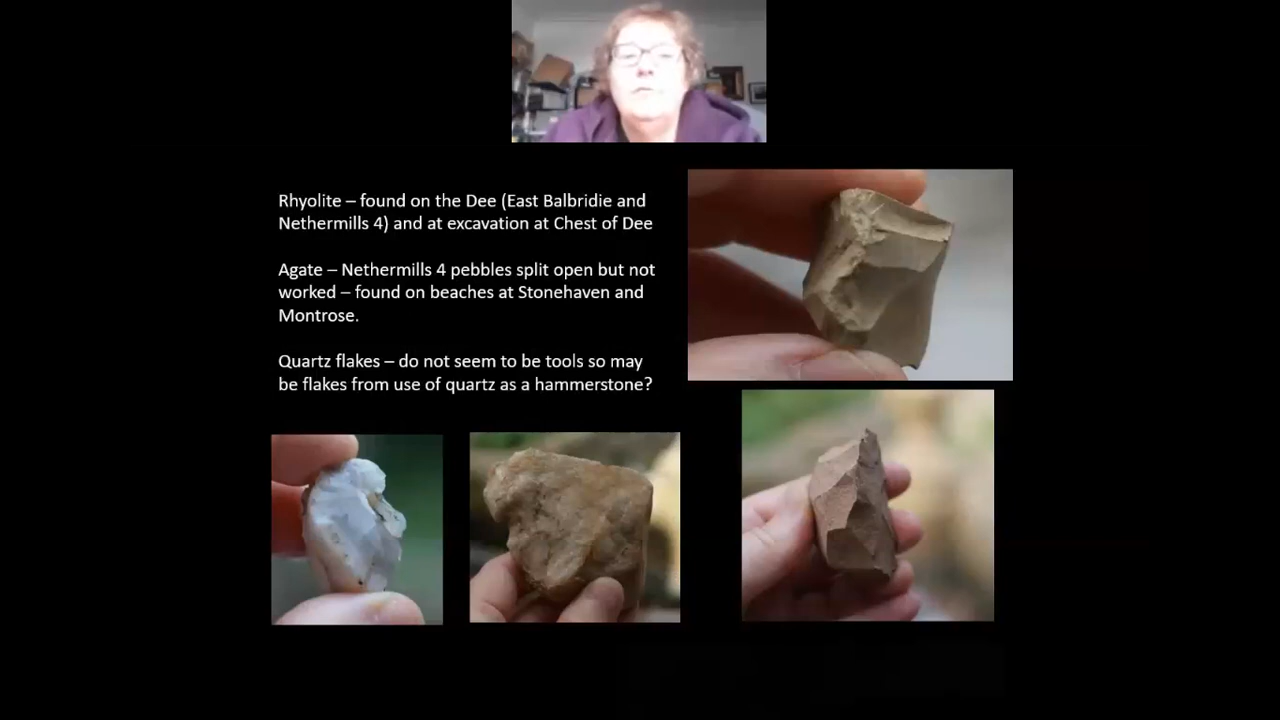 Rhyolite – found on the Dee (East Balbridie and
Nethermills 4) and at excavation at Chest of Dee
Agate – Nethermills 4 pebbles split open but not
worked – found on beaches at Stonehaven and
Montrose.
Quartz flakes – do not seem to be tools so may
be flakes from use of quartz as a hammerstone?